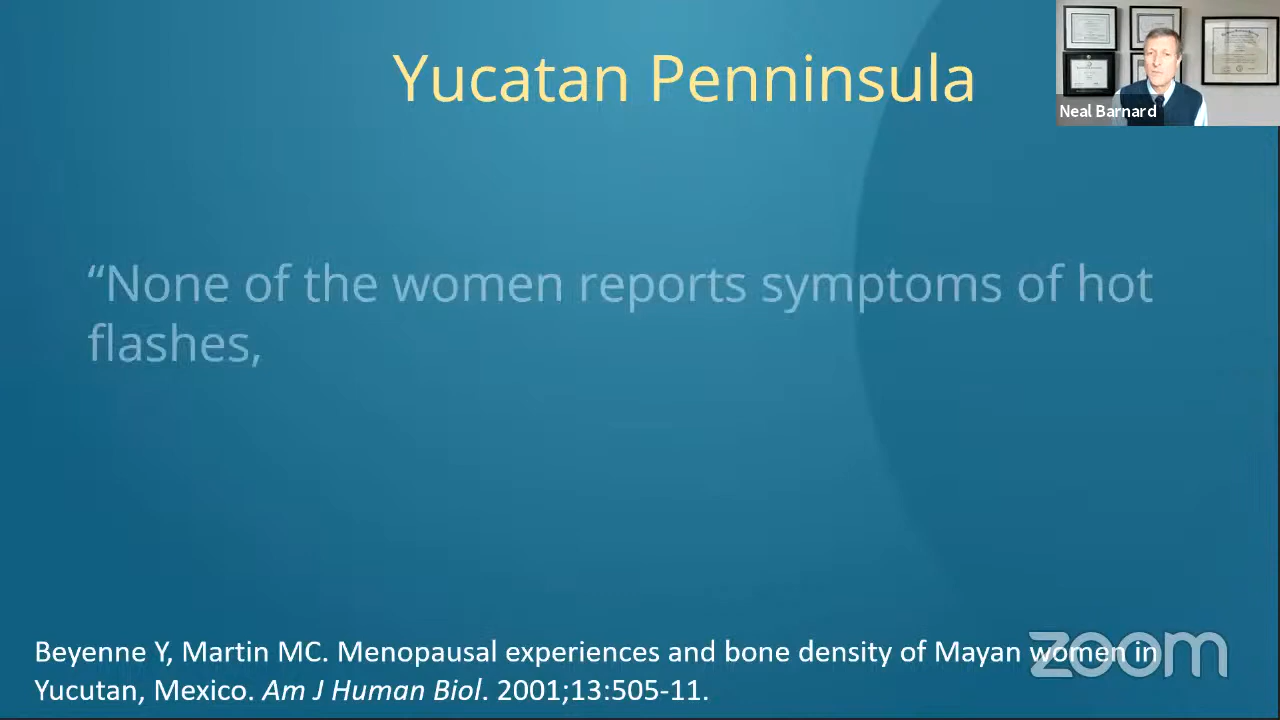 Yucatan Penninsula
Neal Barnard
“None of the women reports symptoms of hot
flashes,
Beyenne Y, Martin MC. Menopausal experiences and bone density of Mayan women in
Yucutan, Mexico. Am J Human Biol. 2001;13:505-11.
zoom